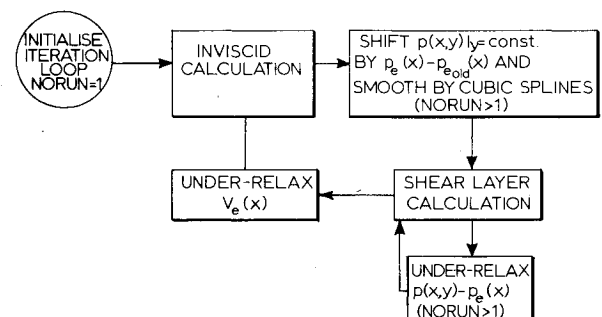 INITIALISE
ITERATION
LOOP
NORUN=1
INVISCID
CALCULATION
SHIFT p(x,y)|y=const.
BY pe(x)-peold(x) AND
SMOOTH BY CUBIC SPLINES
(NORUN>1)
UNDER-RELAX
Ve(x)
SHEAR LAYER
CALCULATION
UNDER-RELAX
p(x,y)-pe(x)
(NORUN>1)